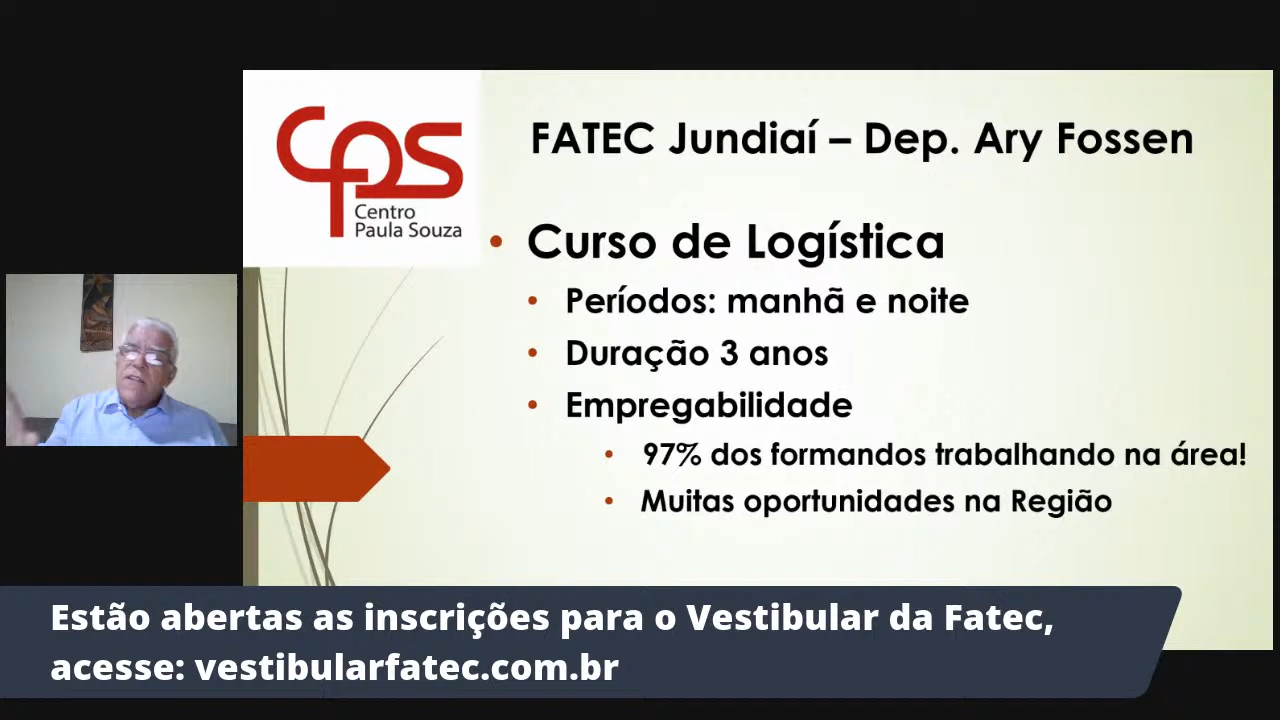 cps
Centro
Paula Souza
FATEC Jundiaí – Dep. Ary Fossen
• Curso de Logística
• Períodos: manhã e noite
• Duração 3 anos
• Empregabilidade
• 97% dos formandos trabalhando na área!
• Muitas oportunidades na Região
Estão abertas as inscrições para o Vestibular da Fatec,
acesse: vestibularfatec.com.br